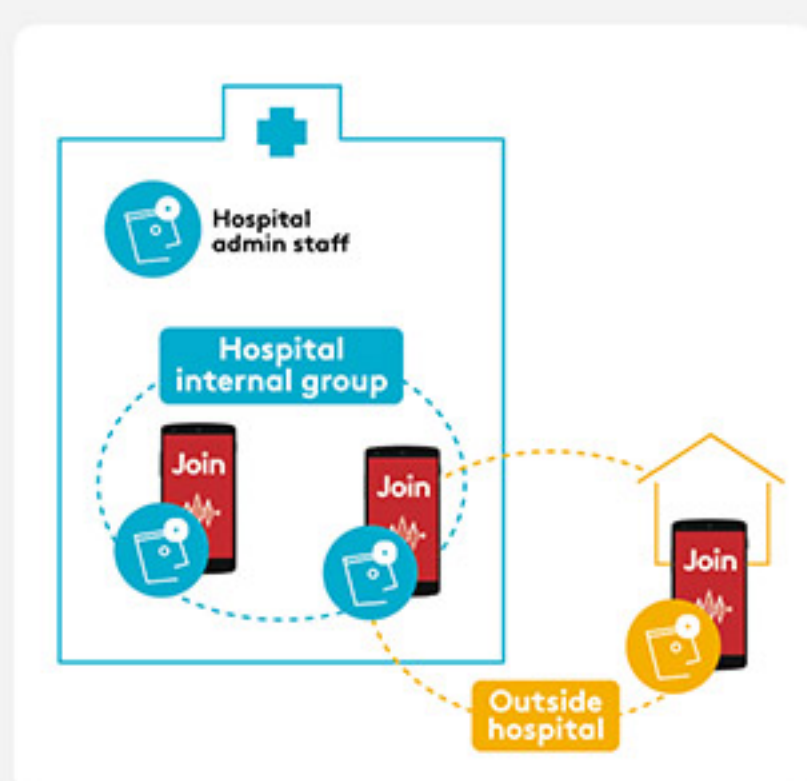 Hospital
admin staff
Hospital
internal group
Join
Join
Join
Outside
hospital